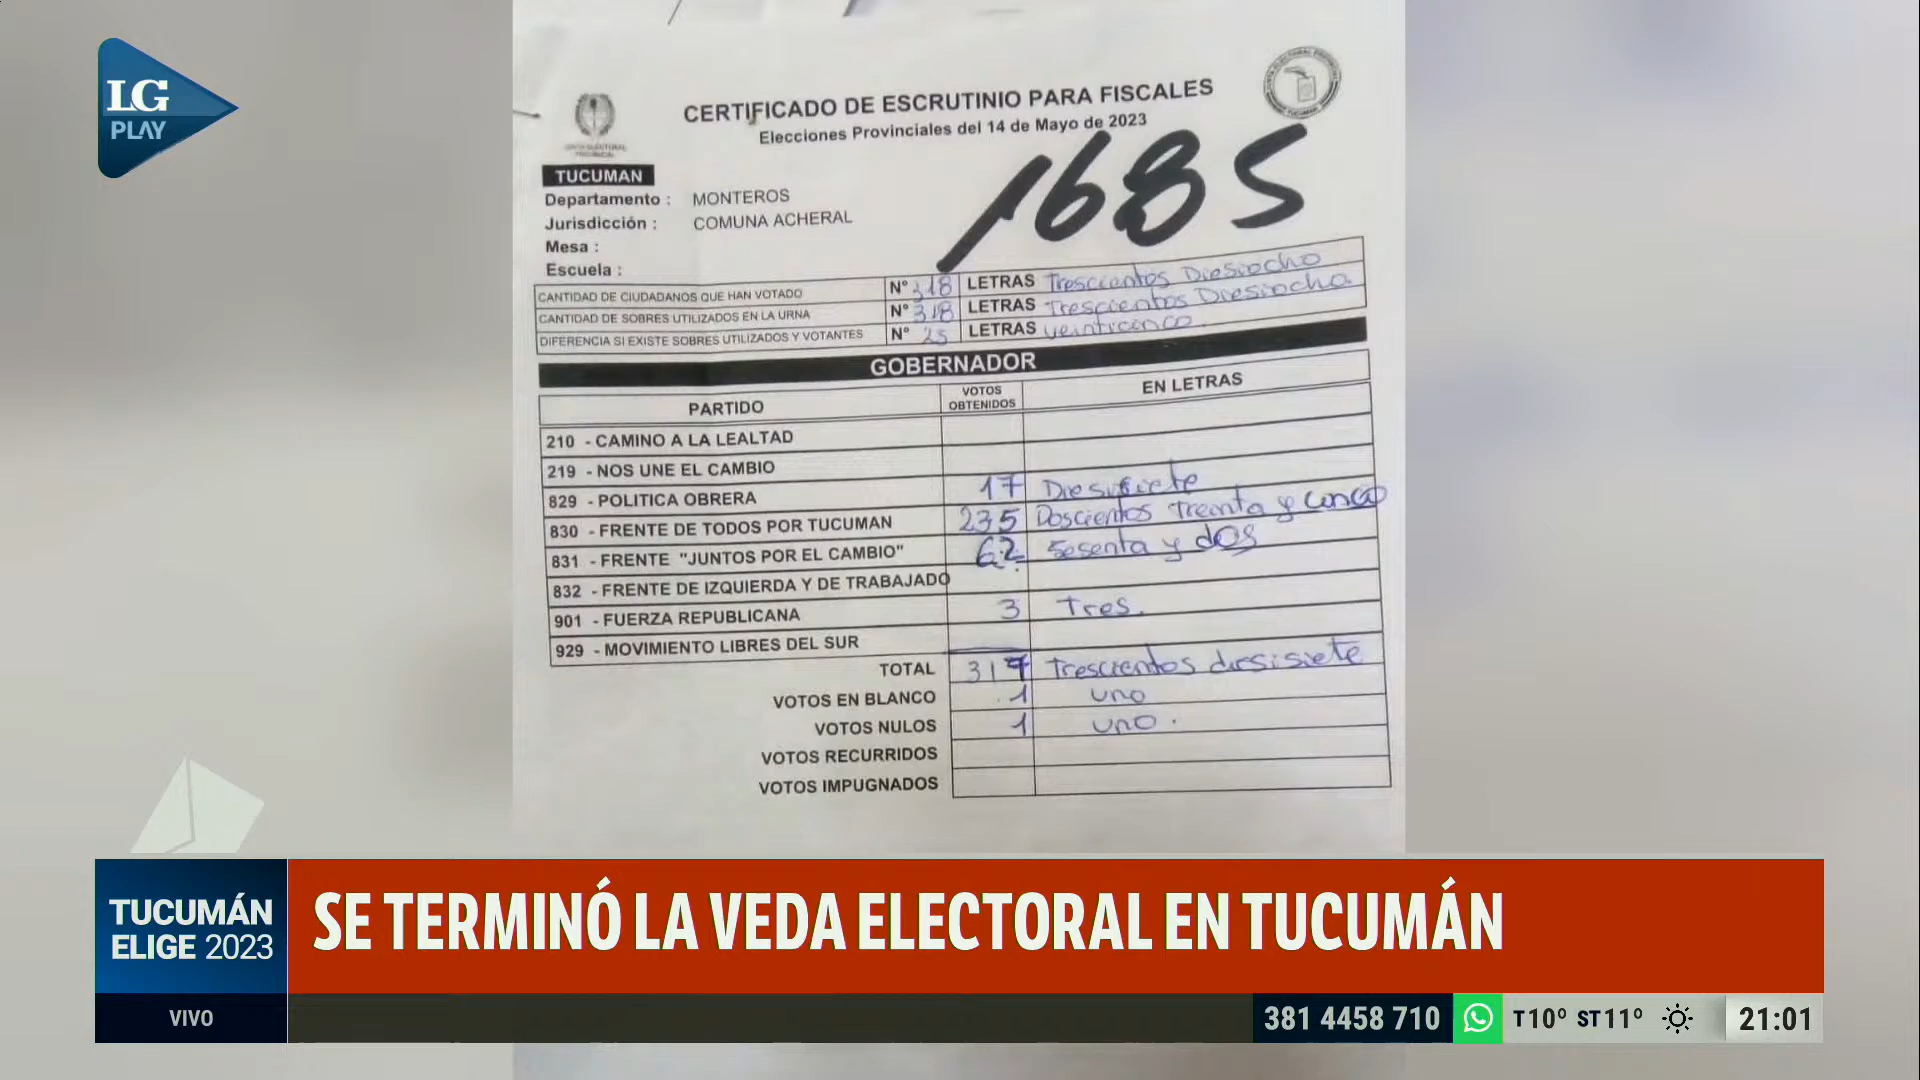 LG
PLAY
CERTIFICADO DE ESCRUTINIO PARA FISCALES
Elecciones Provinciales del 14 de Mayo de 2023
1685
TUCUMAN
Departamento : MONTEROS
Jurisdicción : COMUNA ACHERAL
Mesa :
Escuela :
CANTIDAD DE CIUDADANOS QUE HAN VOTADO N° 318 LETRAS Trescientos Diesiocho
CANTIDAD DE SOBRES UTILIZADOS EN LA URNA N° 318 LETRAS Trescientos Diesiocho.
DIFERENCIA SI EXISTE SOBRES UTILIZADOS Y VOTANTES N° 25 LETRAS veinticinco.
GOBERNADOR
PARTIDO VOTOS OBTENIDOS EN LETRAS
210 - CAMINO A LA LEALTAD
219 - NOS UNE EL CAMBIO
829 - POLITICA OBRERA 17 Diesisiete
830 - FRENTE DE TODOS POR TUCUMAN 235 Doscientos Treinta y cinco
831 - FRENTE "JUNTOS POR EL CAMBIO" 62 sesenta y dos
832 - FRENTE DE IZQUIERDA Y DE TRABAJADO
901 - FUERZA REPUBLICANA 3 Tres.
929 - MOVIMIENTO LIBRES DEL SUR
TOTAL 317 Trescientos diesisiete
VOTOS EN BLANCO 1 uno
VOTOS NULOS 1 uno.
VOTOS RECURRIDOS
VOTOS IMPUGNADOS
TUCUMÁN
ELIGE 2023
SE TERMINÓ LA VEDA ELECTORAL EN TUCUMÁN
VIVO
381 4458 710 T10º ST11º 21:01